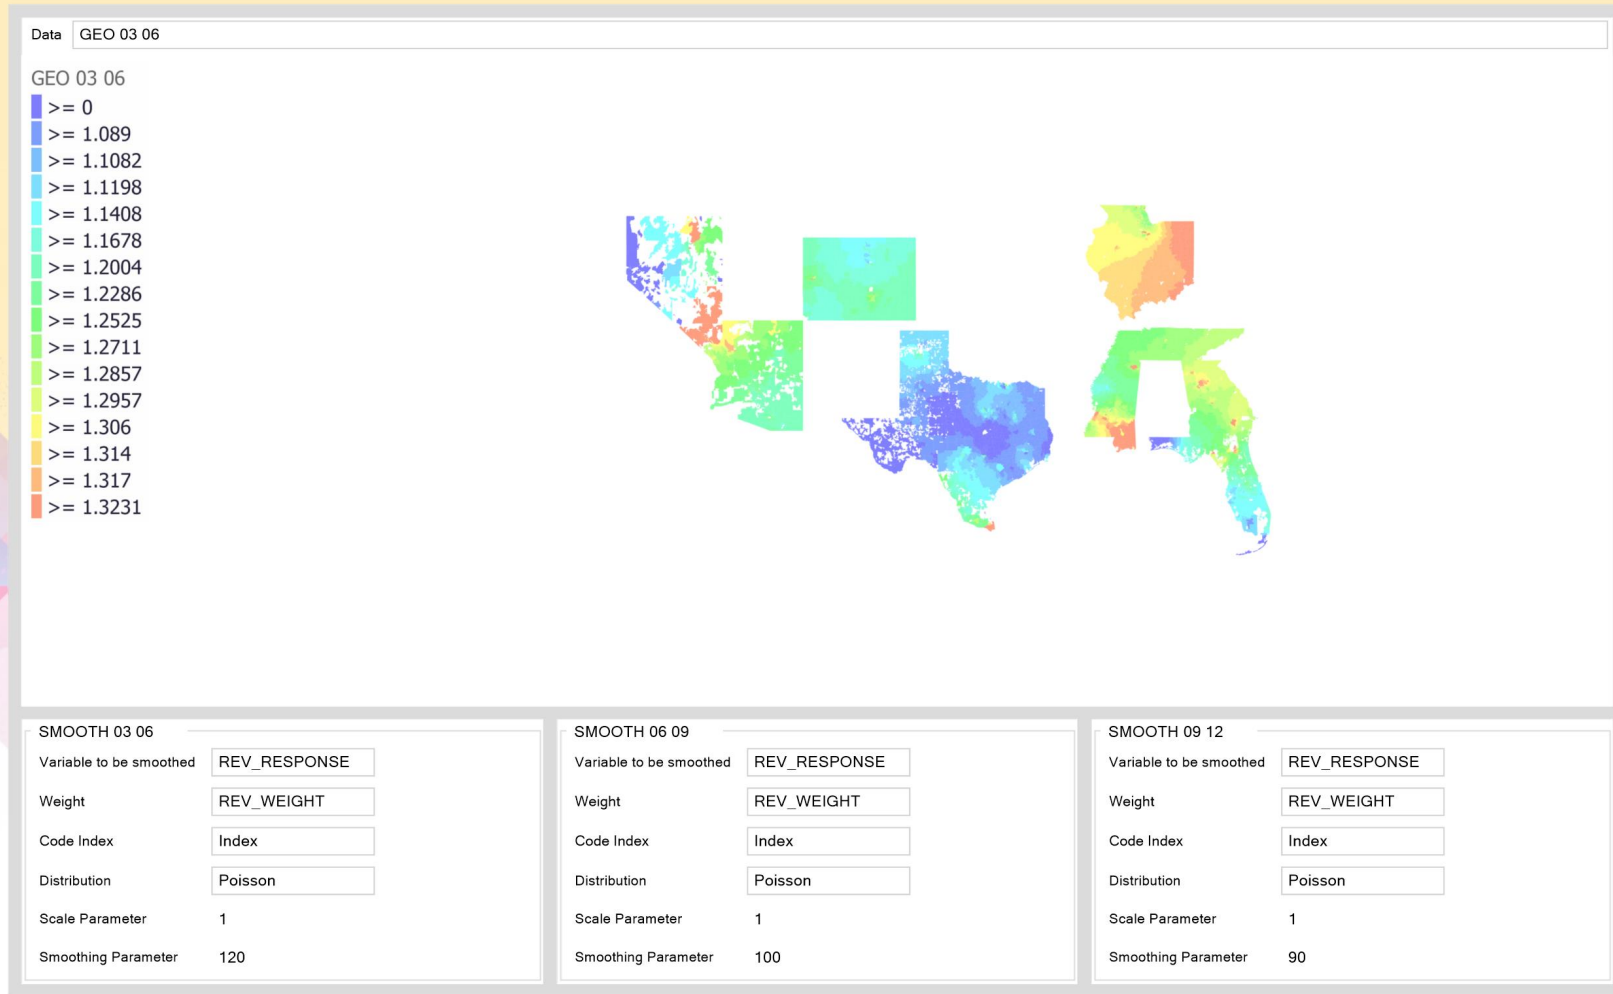 Data GEO 03 06
GEO 03 06
>= 0
>= 1.089
>= 1.1082
>= 1.1198
>= 1.1408
>= 1.1678
>= 1.2004
>= 1.2286
>= 1.2525
>= 1.2711
>= 1.2857
>= 1.2957
>= 1.306
>= 1.314
>= 1.317
>= 1.3231
SMOOTH 03 06
Variable to be smoothed REV_RESPONSE
Weight REV_WEIGHT
Code Index Index
Distribution Poisson
Scale Parameter 1
Smoothing Parameter 120
SMOOTH 06 09
Variable to be smoothed REV_RESPONSE
Weight REV_WEIGHT
Code Index Index
Distribution Poisson
Scale Parameter 1
Smoothing Parameter 100
SMOOTH 09 12
Variable to be smoothed REV_RESPONSE
Weight REV_WEIGHT
Code Index Index
Distribution Poisson
Scale Parameter 1
Smoothing Parameter 90